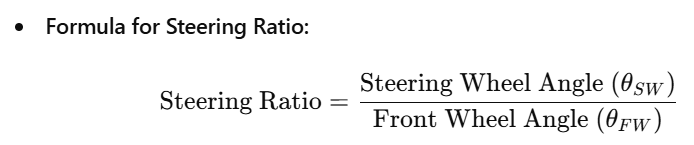 • Formula for Steering Ratio:
Steering Ratio = Steering Wheel Angle (θ_SW) / Front Wheel Angle (θ_FW)